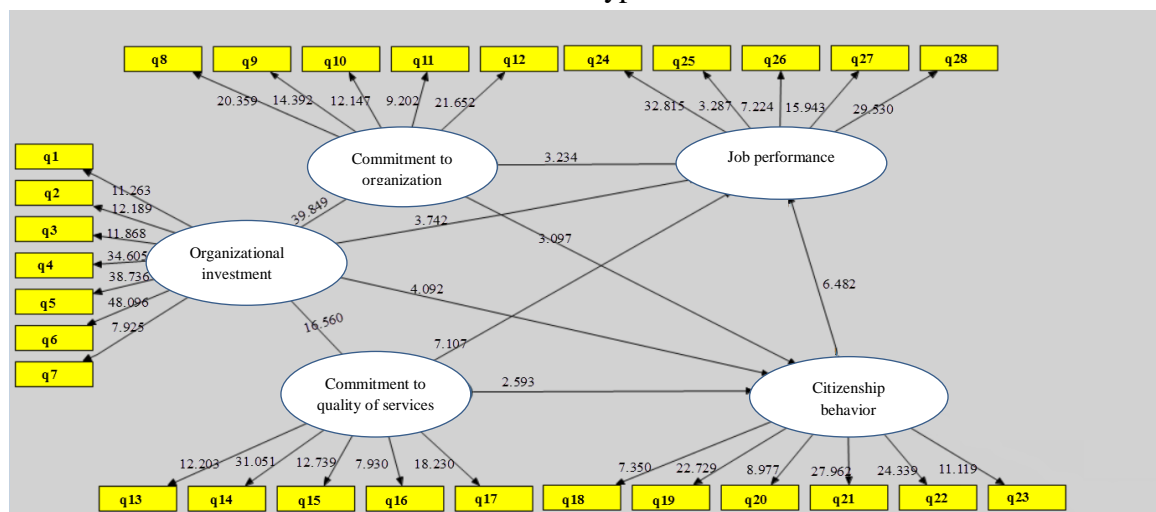 q8
q9
q10
q11
q12
q24
q25
q26
q27
q28
20.359
14.392
12.147
9.202
21.652
32.815
3.287
7.224
15.943
29.530
Commitment to
organization
3.234
Job performance
q1
q2
q3
q4
q5
q6
q7
11.263
12.189
11.868
34.605
38.736
48.096
7.925
39.849
3.742
Organizational
investment
3.097
4.092
6.482
16.560
7.107
Commitment to
quality of services
2.593
Citizenship
behavior
12.203
31.051
12.739
7.930
18.230
7.350
22.729
8.977
27.962
24.339
11.119
q13
q14
q15
q16
q17
q18
q19
q20
q21
q22
q23